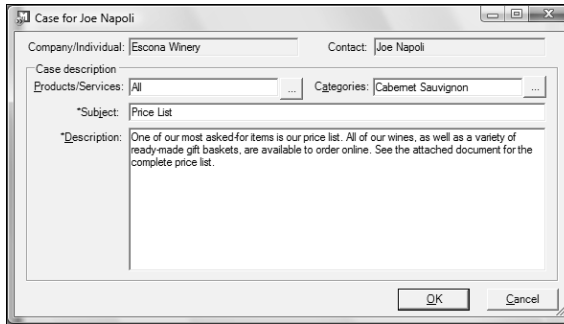 Case for Joe Napoli
Company/Individual: Escona Winery Contact: Joe Napoli
Case description
Products/Services: All ... Categories: Cabernet Sauvignon ...
*Subject: Price List
*Description: One of our most asked-for items is our price list. All of our wines, as well as a variety of
ready-made gift baskets, are available to order online. See the attached document for the
complete price list.
OK Cancel